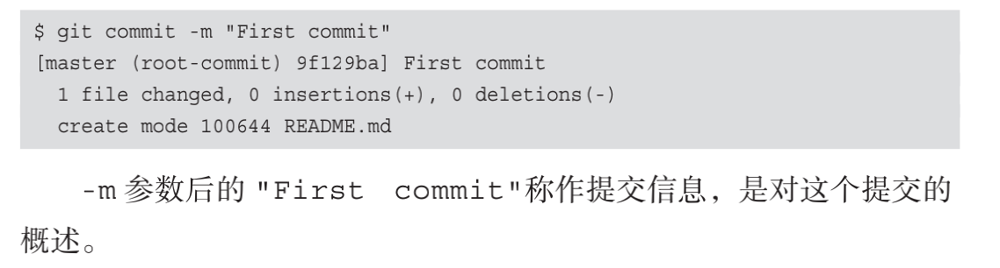 $ git commit -m "First commit"
[master (root-commit) 9f129ba] First commit
  1 file changed, 0 insertions(+), 0 deletions(-)
  create mode 100644 README.md
-m 参数后的 "First commit"称作提交信息，是对这个提交的
概述。